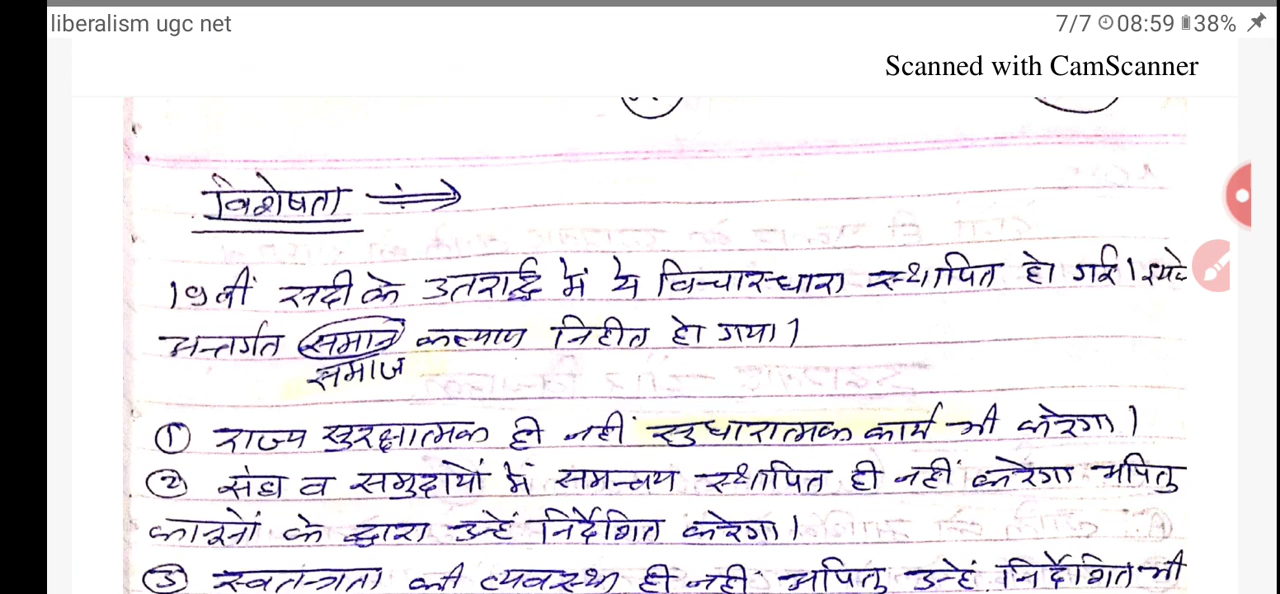 liberalism ugc net
7/7 08:59 38%
Scanned with CamScanner
विशेषता
19वीं सदी के उतरार्द्ध में ये विचारधारा स्थापित हो गई। इसके
अन्तर्गत समाज कल्याण निहीत हो गया।
समाज
① राज्य सुरक्षात्मक ही नहीं सुधारात्मक कार्य भी करेगा।
② संघ व समुदायों में समन्वय स्थापित ही नहीं करेगा अपितु
कानूनों के द्वारा उन्हें निर्देशित करेगा।
③ स्वतन्त्रता की व्यवस्था ही नहीं अपितु उन्हें निर्देशित भी